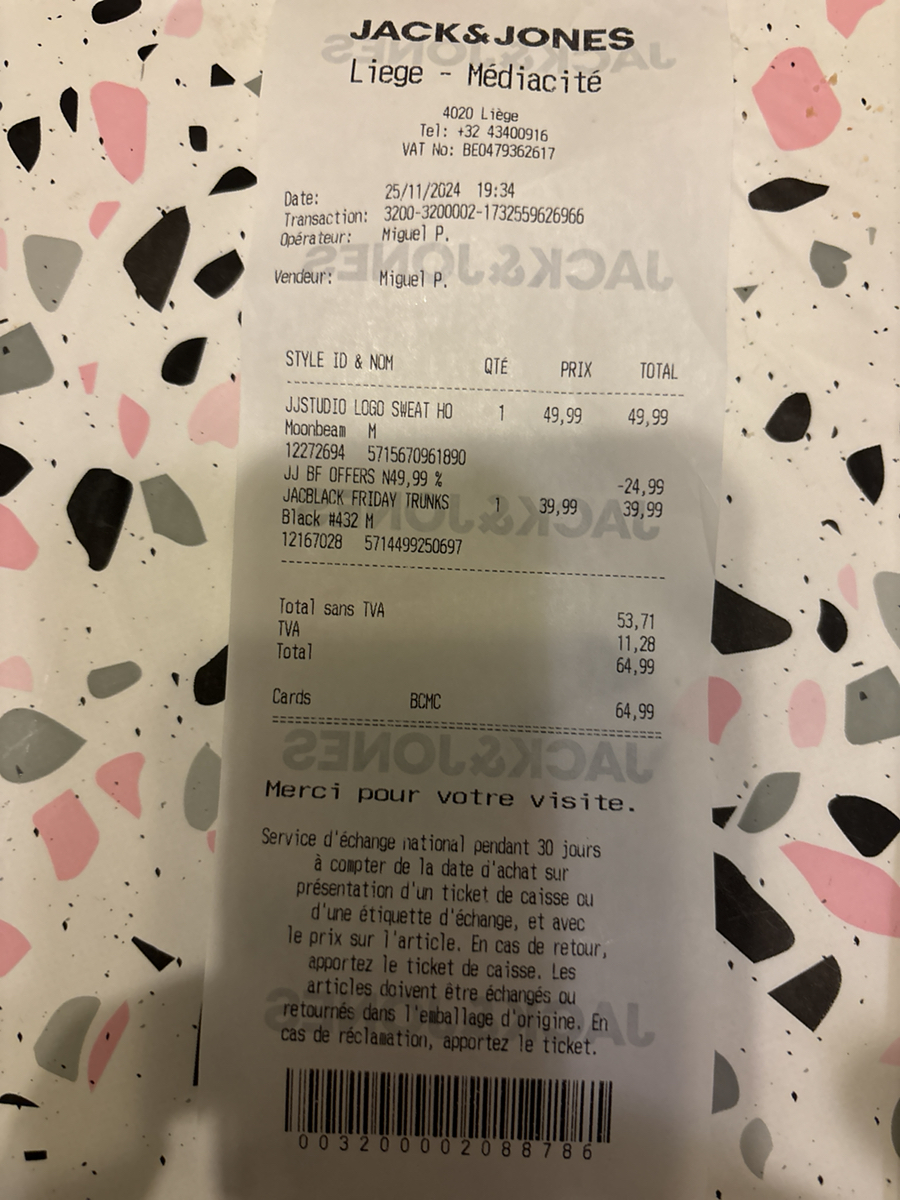 JACK&JONES
Liege - Médiacité
4020 Liège
Tel: +32 43400916
VAT No: BE0479362617
Date: 25/11/2024 19:34
Transaction: 3200-3200002-1732559626966
Opérateur: Miguel P.
Vendeur: Miguel P.
STYLE ID & NOM QTÉ PRIX TOTAL
JJSTUDIO LOGO SWEAT HO 1 49,99 49,99
Moonbeam M
12272694 5715670961890
JJ BF OFFERS N49,99 % -24,99
JACBLACK FRIDAY TRUNKS 1 39,99 39,99
Black #432 M
12167028 5714499250697
Total sans TVA 53,71
TVA 11,28
Total 64,99
Cards BCMC 64,99
Merci pour votre visite.
Service d'échange national pendant 30 jours
à compter de la date d'achat sur
présentation d'un ticket de caisse ou
d'une étiquette d'échange, et avec
le prix sur l'article. En cas de retour,
apportez le ticket de caisse. Les
articles doivent être échangés ou
retournés dans l'emballage d'origine. En
cas de réclamation, apportez le ticket.
0032000002088786